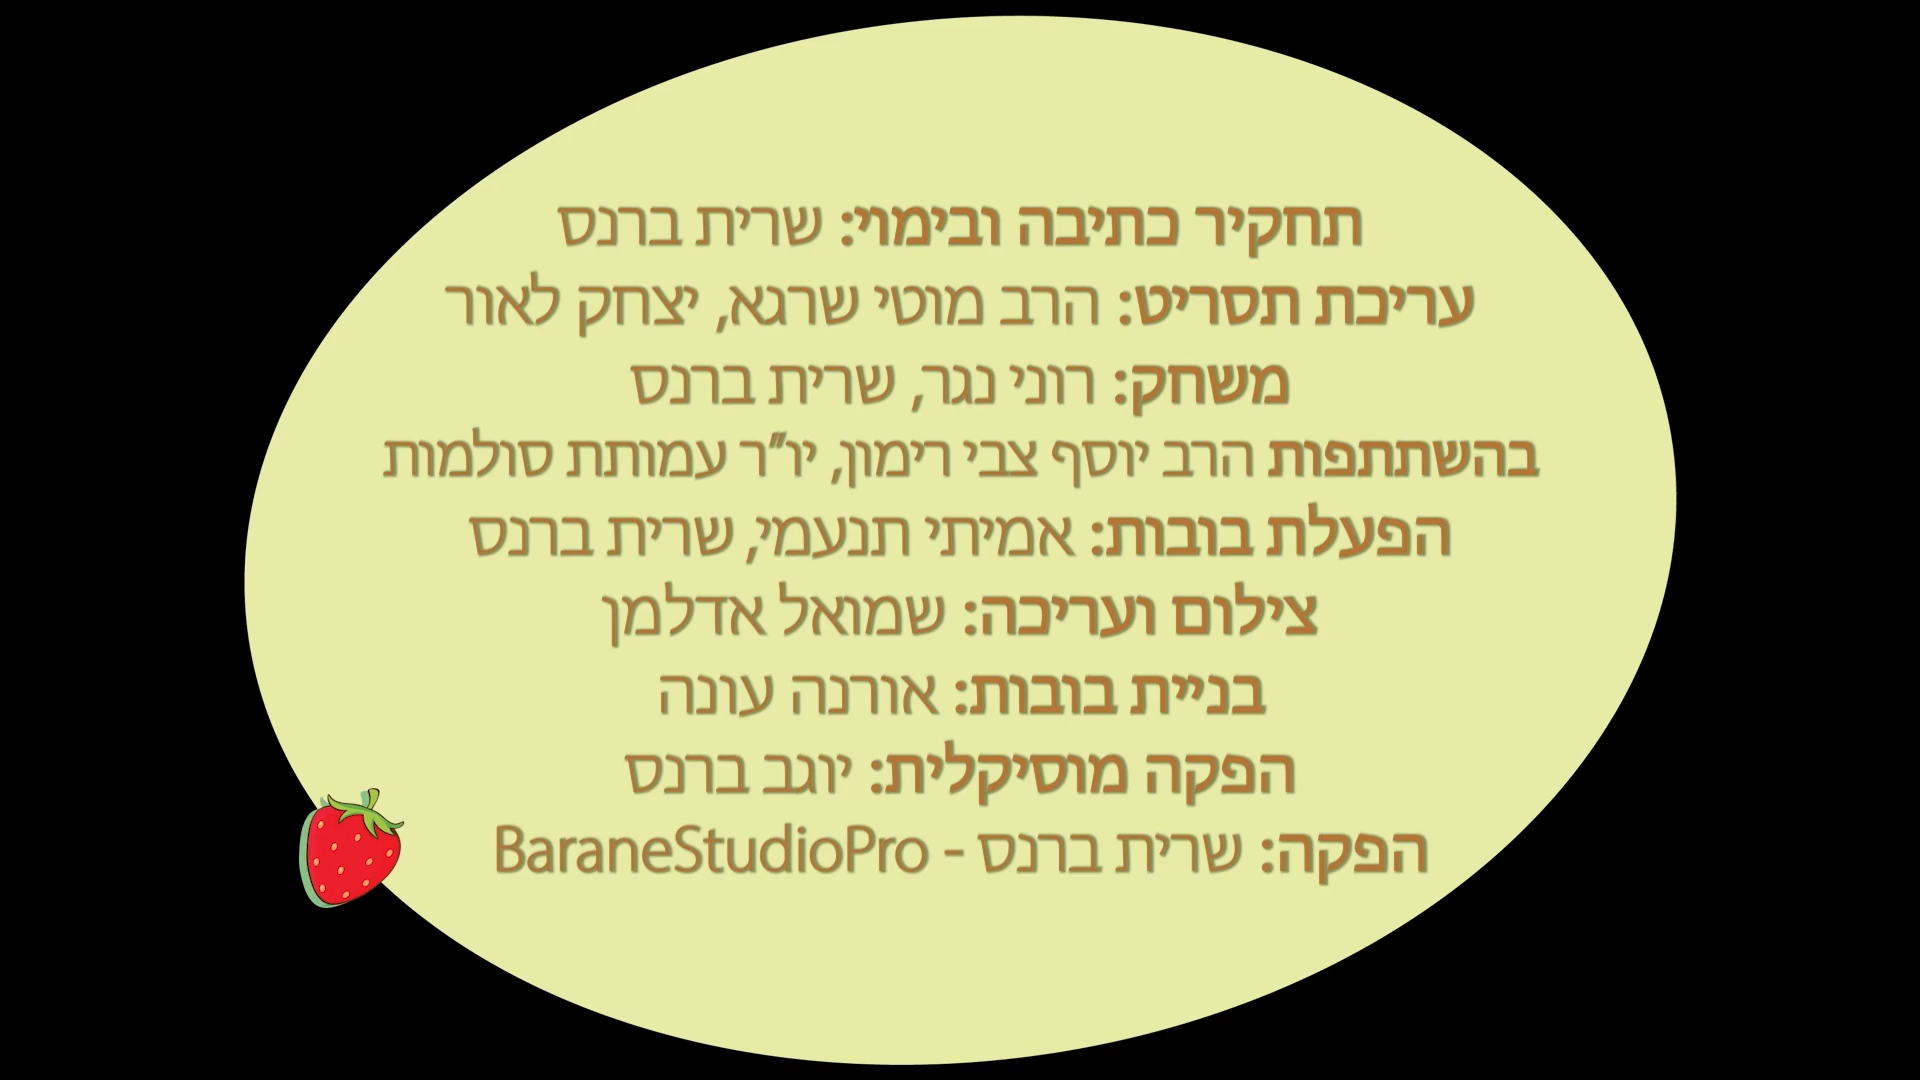 תחקיר כתיבה ובימוי: שרית ברנס
עריכת תסריט: הרב מוטי שרגא, יצחק לאור
משחק: רוני נגר, שרית ברנס
בהשתתפות הרב יוסף צבי רימון, יו"ר עמותת סולמות
הפעלת בובות: אמיתי תנעמי, שרית ברנס
צילום ועריכה: שמואל אדלמן
בניית בובות: אורנה עונה
הפקה מוסיקלית: יוגב ברנס
הפקה: שרית ברנס - BaraneStudioPro